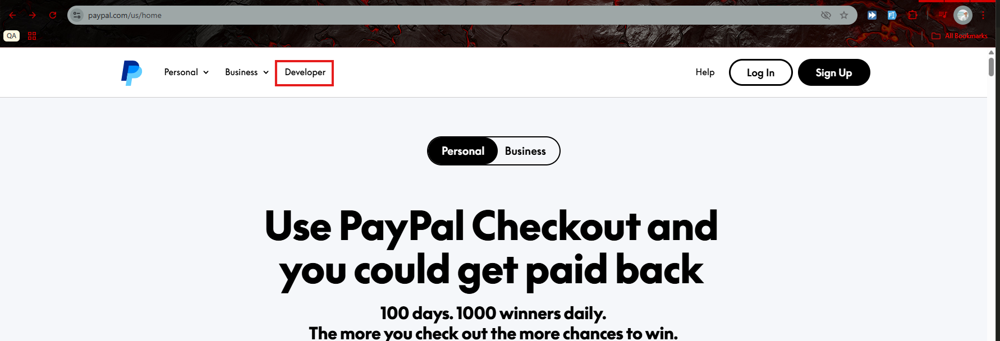 paypal.com/us/home
QA
All Bookmarks
Personal
Business
Developer
Help
Log In
Sign Up
Personal
Business
Use PayPal Checkout and
you could get paid back
100 days. 1000 winners daily.
The more you check out the more chances to win.